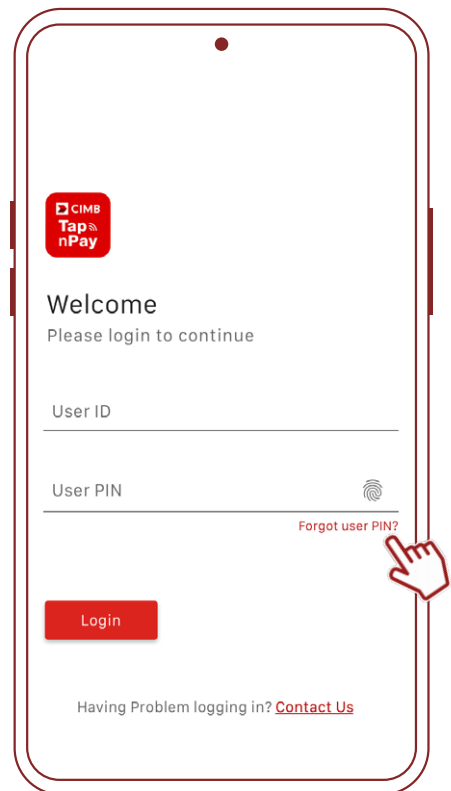 CIMB
Tap
nPay
Welcome
Please login to continue
User ID
User PIN
Forgot user PIN?
Login
Having Problem logging in? Contact Us